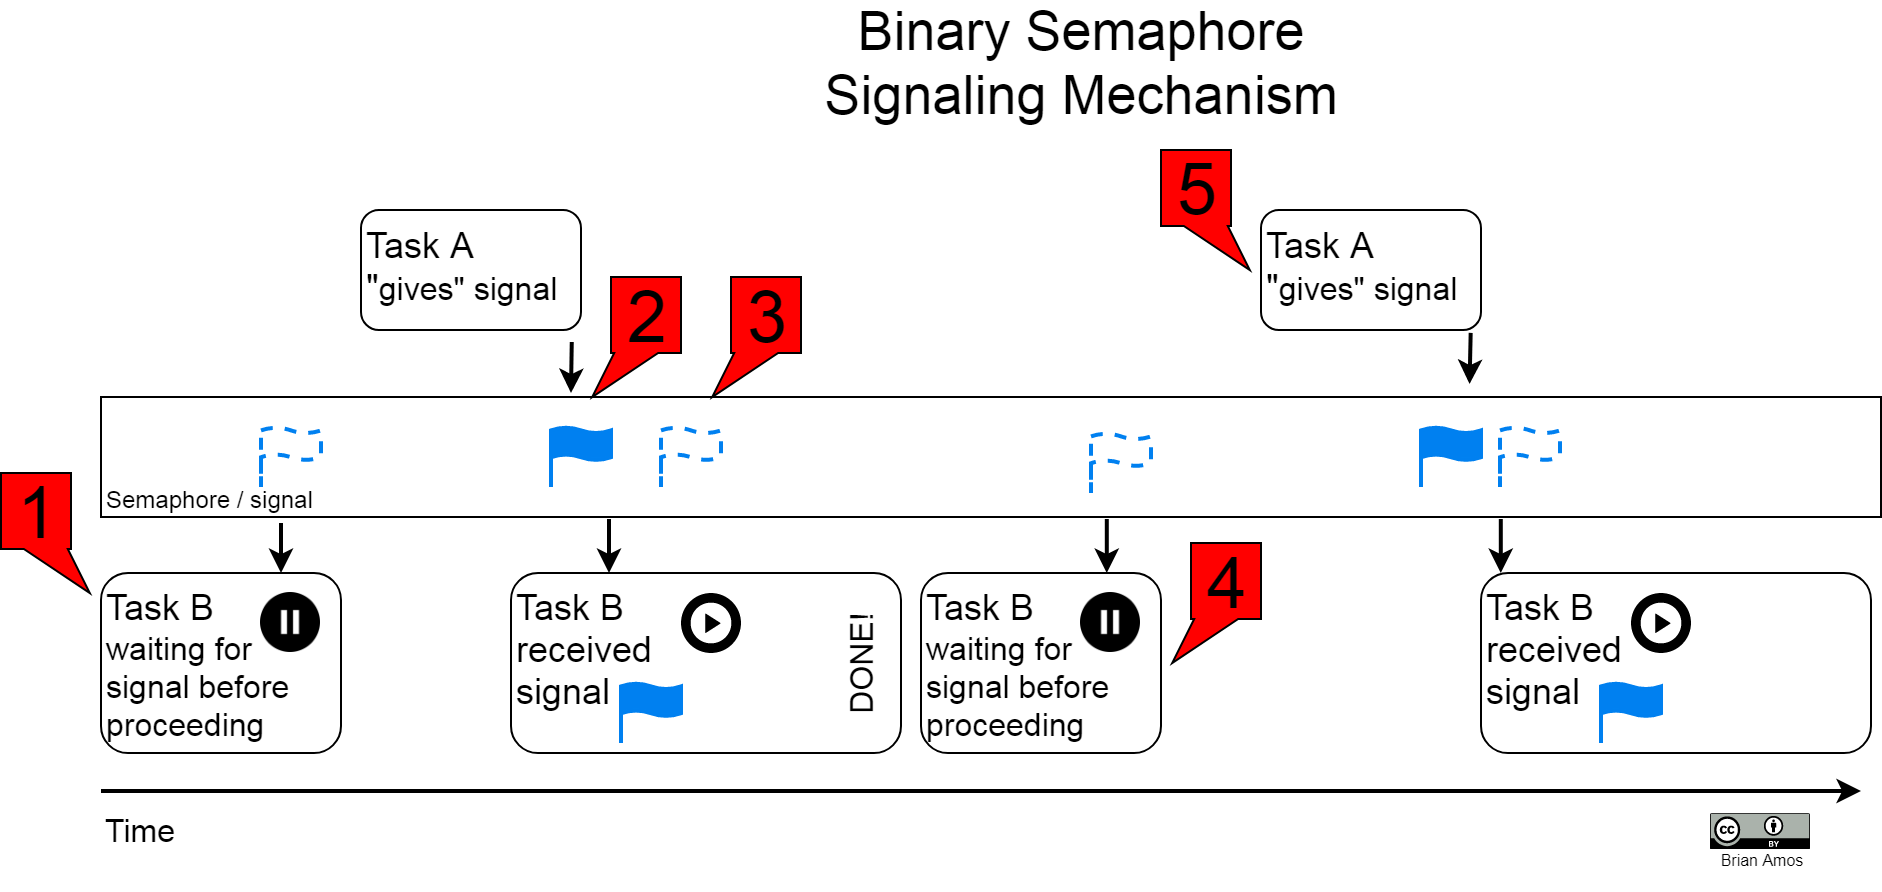 Binary Semaphore
Signaling Mechanism
5
Task A
"gives" signal
Task A
"gives" signal
2
3
Semaphore / signal
1
4
Task B
waiting for
signal before
proceeding
Task B
received
signal
DONE!
Task B
waiting for
signal before
proceeding
Task B
received
signal
Time
cc
BY
Brian Amos